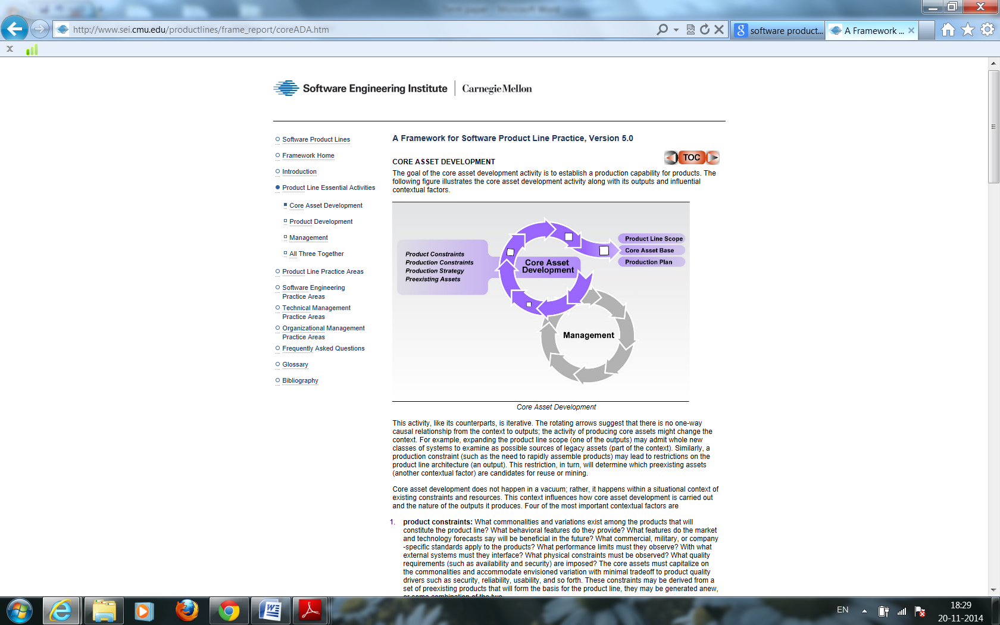 http://www.sei.cmu.edu/productlines/frame_report/coreADA.htm
software product...
A Framework ...
Software Engineering Institute
Carnegie Mellon
Software Product Lines
Framework Home
Introduction
Product Line Essential Activities
Core Asset Development
Product Development
Management
All Three Together
Product Line Practice Areas
Software Engineering
Practice Areas
Technical Management
Practice Areas
Organizational Management
Practice Areas
Frequently Asked Questions
Glossary
Bibliography
A Framework for Software Product Line Practice, Version 5.0
TOC
CORE ASSET DEVELOPMENT
The goal of the core asset development activity is to establish a production capability for products. The
following figure illustrates the core asset development activity along with its outputs and influential
contextual factors.
Product Constraints
Production Constraints
Production Strategy
Preexisting Assets
Core Asset
Development
Product Line Scope
Core Asset Base
Production Plan
Management
Core Asset Development
This activity, like its counterparts, is iterative. The rotating arrows suggest that there is no one-way
causal relationship from the context to outputs; the activity of producing core assets might change the
context. For example, expanding the product line scope (one of the outputs) may admit whole new
classes of systems to examine as possible sources of legacy assets (part of the context). Similarly, a
production constraint (such as the need to rapidly assemble products) may lead to restrictions on the
product line architecture (an output). This restriction, in turn, will determine which preexisting assets
(another contextual factor) are candidates for reuse or mining.
Core asset development does not happen in a vacuum; rather, it happens within a situational context of
existing constraints and resources. This context influences how core asset development is carried out
and the nature of the outputs it produces. Four of the most important contextual factors are
1. product constraints: What commonalities and variations exist among the products that will
constitute the product line? What behavioral features do they provide? What features do the market
and technology forecasts say will be beneficial in the future? What commercial, military, or company
-specific standards apply to the products? What performance limits must they observe? With what
external systems must they interface? What physical constraints must be observed? What quality
requirements (such as availability and security) are imposed? The core assets must capitalize on
the commonalities and accommodate envisioned variation with minimal tradeoff to product quality
drivers such as security, reliability, usability, and so forth. These constraints may be derived from a
set of preexisting products that will form the basis for the product line, they may be generated anew,
or some combination of the two.
EN
18:29
20-11-2014